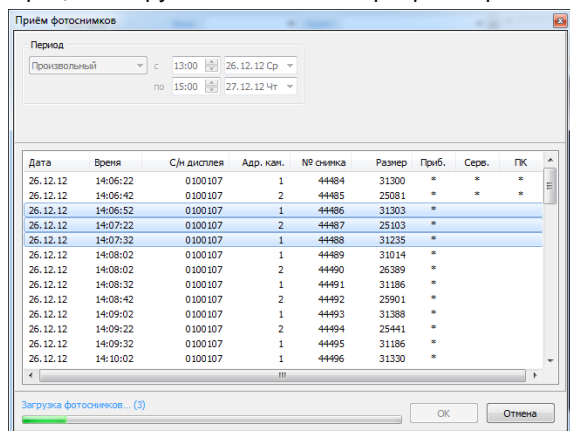 Приём фотоснимков
Период
Произвольный с 13:00 26.12.12 Ср
по 15:00 27.12.12 Чт
Дата Время С/н дисплея Адр. кам. № снимка Размер Приб. Серв. ПК
26.12.12 14:06:22 0100107 1 44484 31300 * * *
26.12.12 14:06:42 0100107 2 44485 25081 * * *
26.12.12 14:06:52 0100107 1 44486 31303 *
26.12.12 14:07:22 0100107 2 44487 25103 *
26.12.12 14:07:32 0100107 1 44488 31235 *
26.12.12 14:08:02 0100107 1 44489 31014 *
26.12.12 14:08:02 0100107 2 44490 26389 *
26.12.12 14:08:32 0100107 1 44491 31186 *
26.12.12 14:08:42 0100107 2 44492 25901 *
26.12.12 14:09:02 0100107 1 44493 31388 *
26.12.12 14:09:22 0100107 2 44494 25441 *
26.12.12 14:09:32 0100107 1 44495 31186 *
26.12.12 14:10:02 0100107 1 44496 31330 *
Загрузка фотоснимков... (3)
OK Отмена